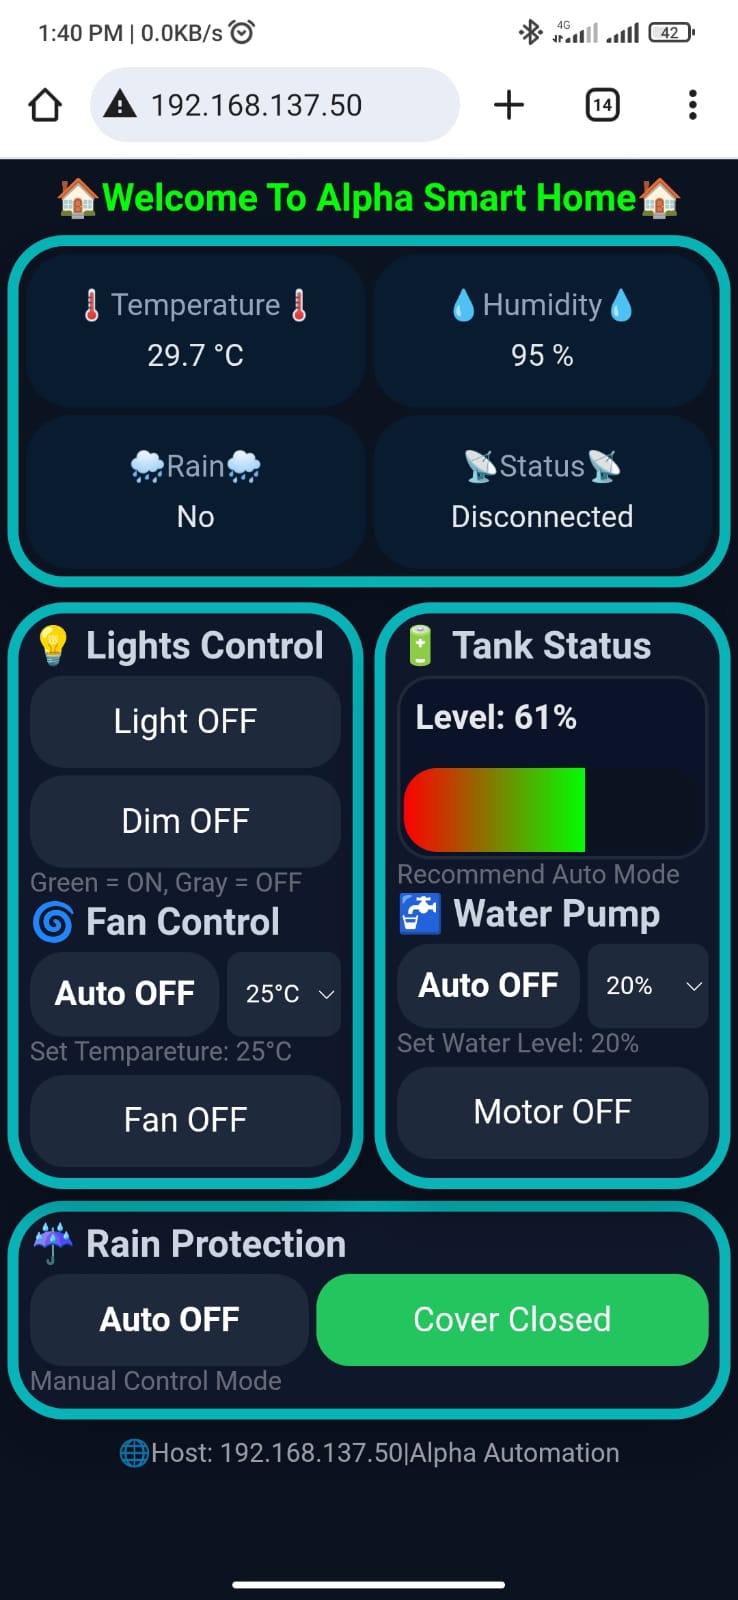 1:40 PM | 0.0KB/s
4G
42
192.168.137.50
14
Welcome To Alpha Smart Home
Temperature
29.7 °C
Humidity
95 %
Rain
No
Status
Disconnected
Lights Control
Light OFF
Dim OFF
Green = ON, Gray = OFF
Fan Control
Auto OFF
25°C
Set Tempareture: 25°C
Fan OFF
Tank Status
Level: 61%
Recommend Auto Mode
Water Pump
Auto OFF
20%
Set Water Level: 20%
Motor OFF
Rain Protection
Auto OFF
Cover Closed
Manual Control Mode
Host: 192.168.137.50|Alpha Automation